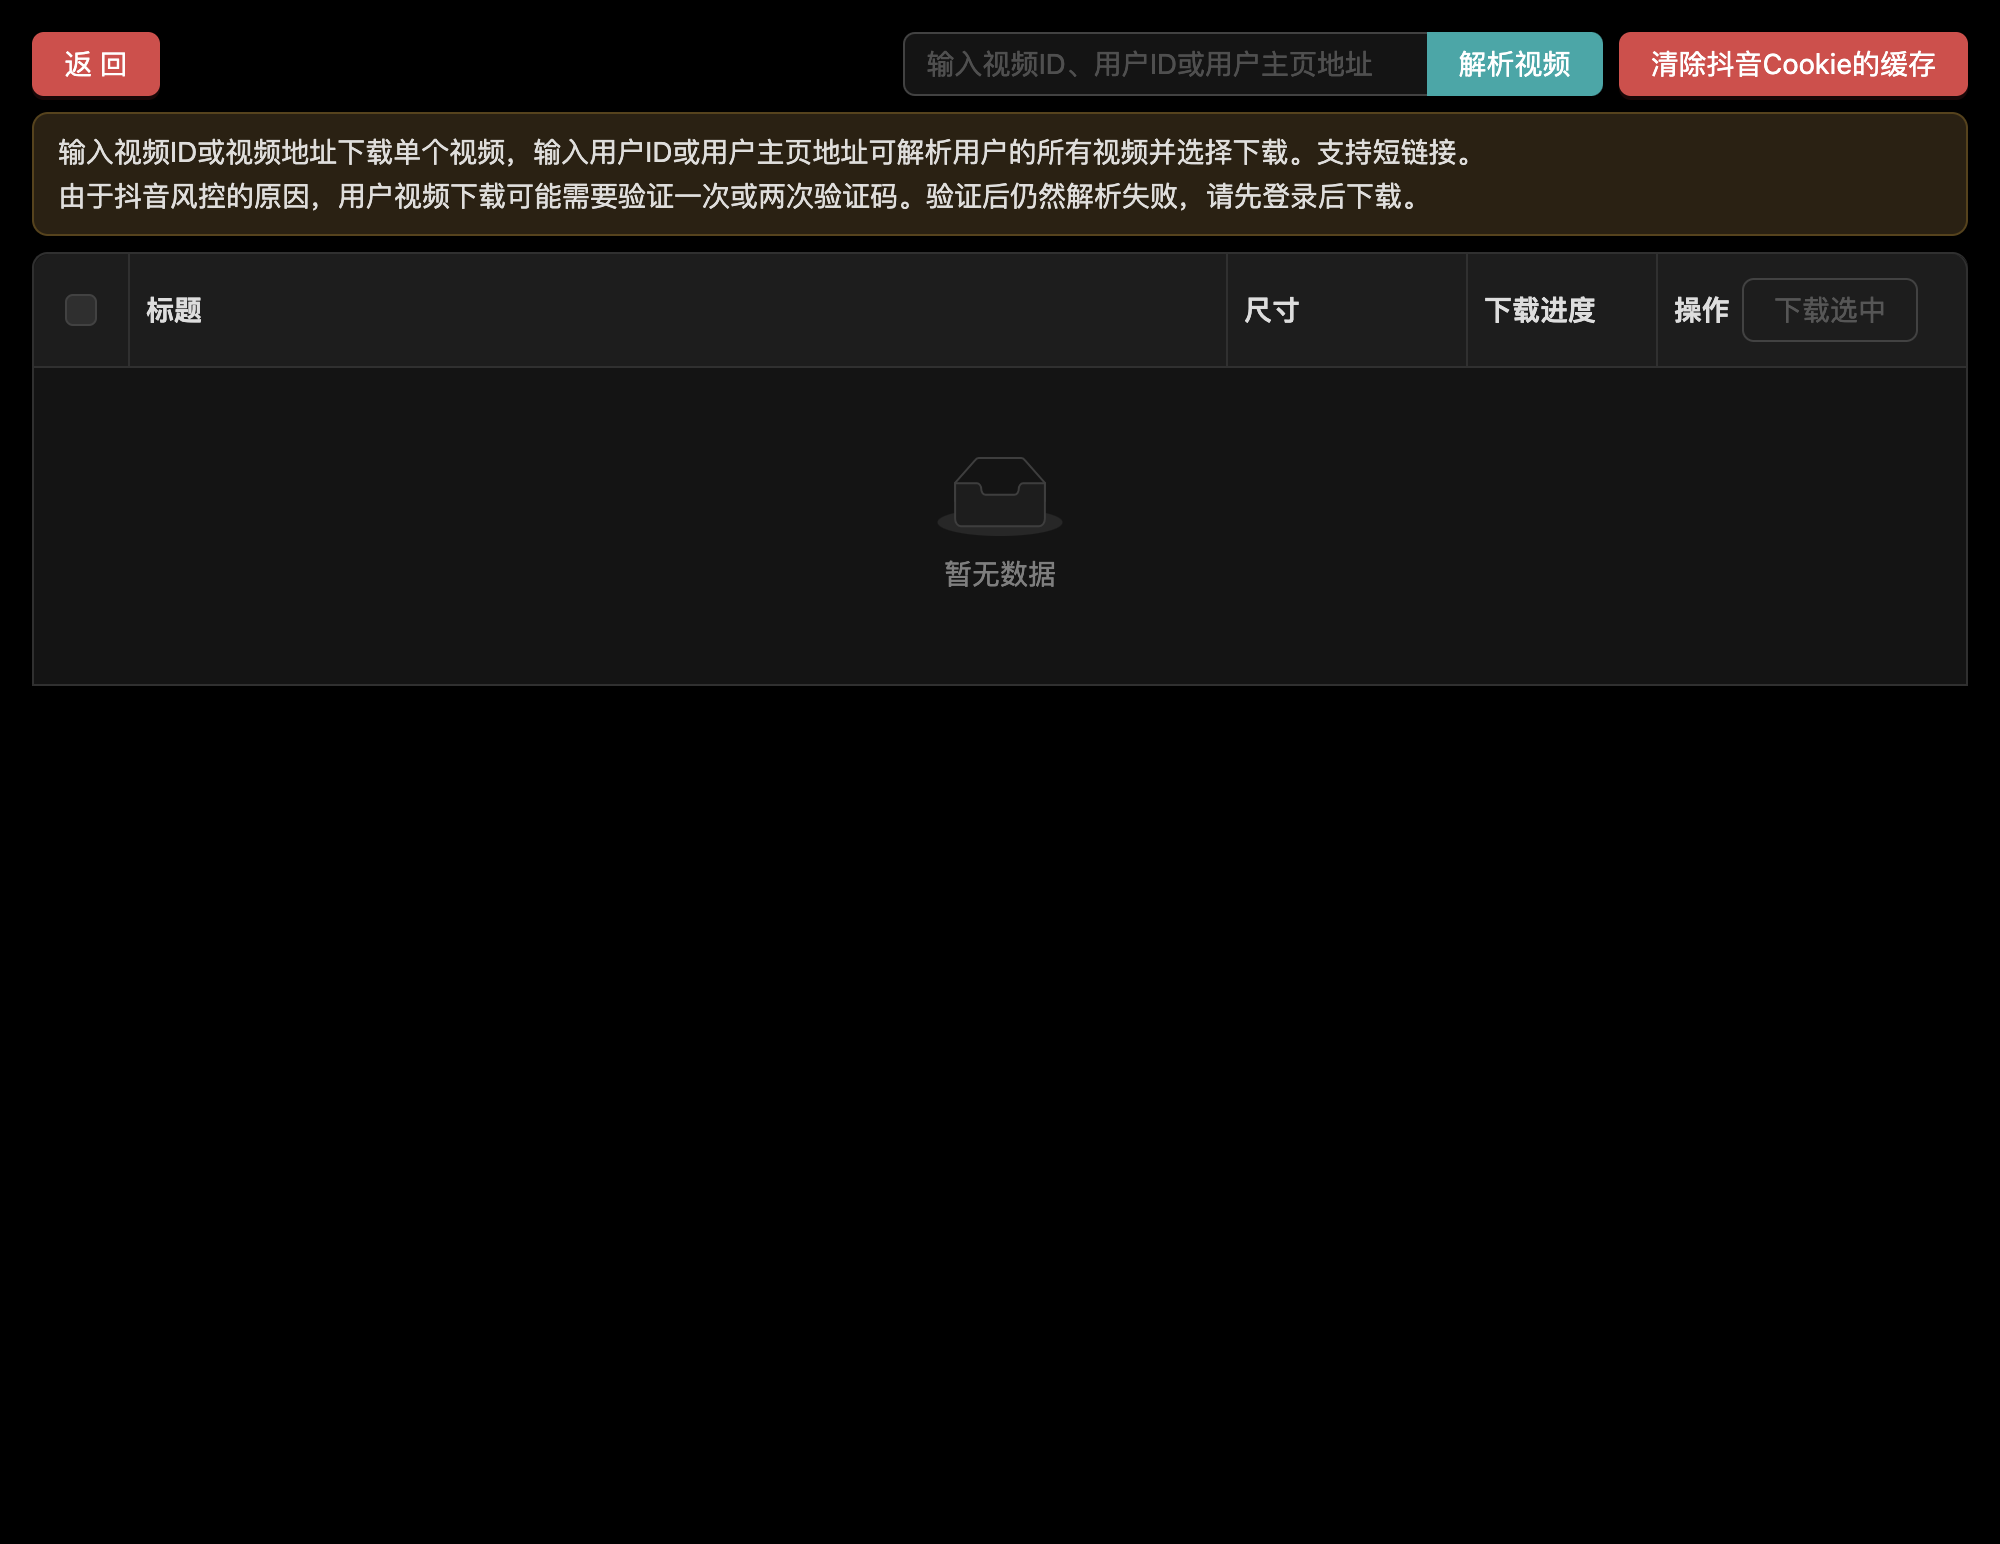 返 回
输入视频ID、用户ID或用户主页地址
解析视频
清除抖音Cookie的缓存
输入视频ID或视频地址下载单个视频，输入用户ID或用户主页地址可解析用户的所有视频并选择下载。支持短链接。
由于抖音风控的原因，用户视频下载可能需要验证一次或两次验证码。验证后仍然解析失败，请先登录后下载。
标题
尺寸
下载进度
操作
下载选中
暂无数据